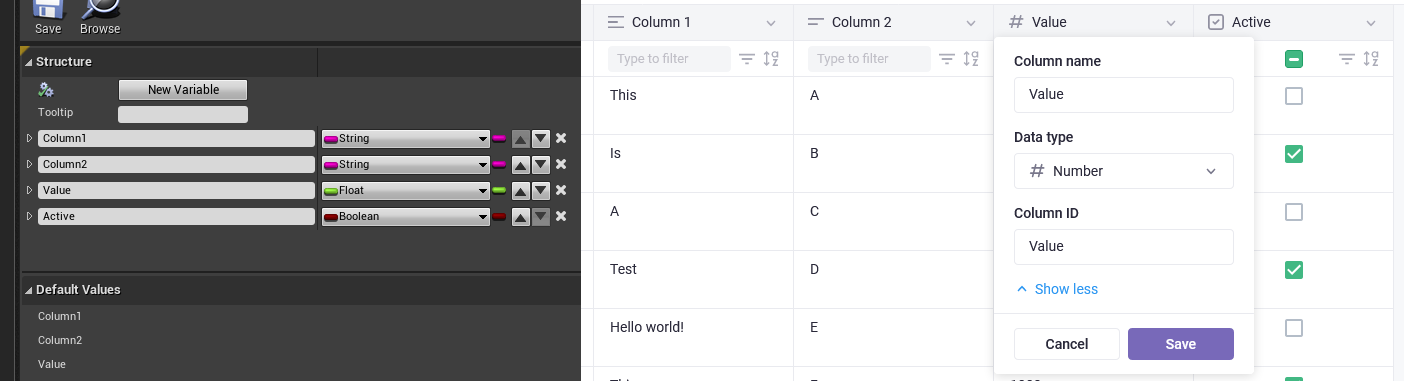 Save Browse
Structure
New Variable
Tooltip
Column1 String
Column2 String
Value Float
Active Boolean
Default Values
Column1
Column2
Value
Column 1 Column 2 # Value Active
Type to filter Type to filter
This A
Is B
A C
Test D
Hello world! E
Column name
Value
Data type
# Number
Column ID
Value
Show less
Cancel Save